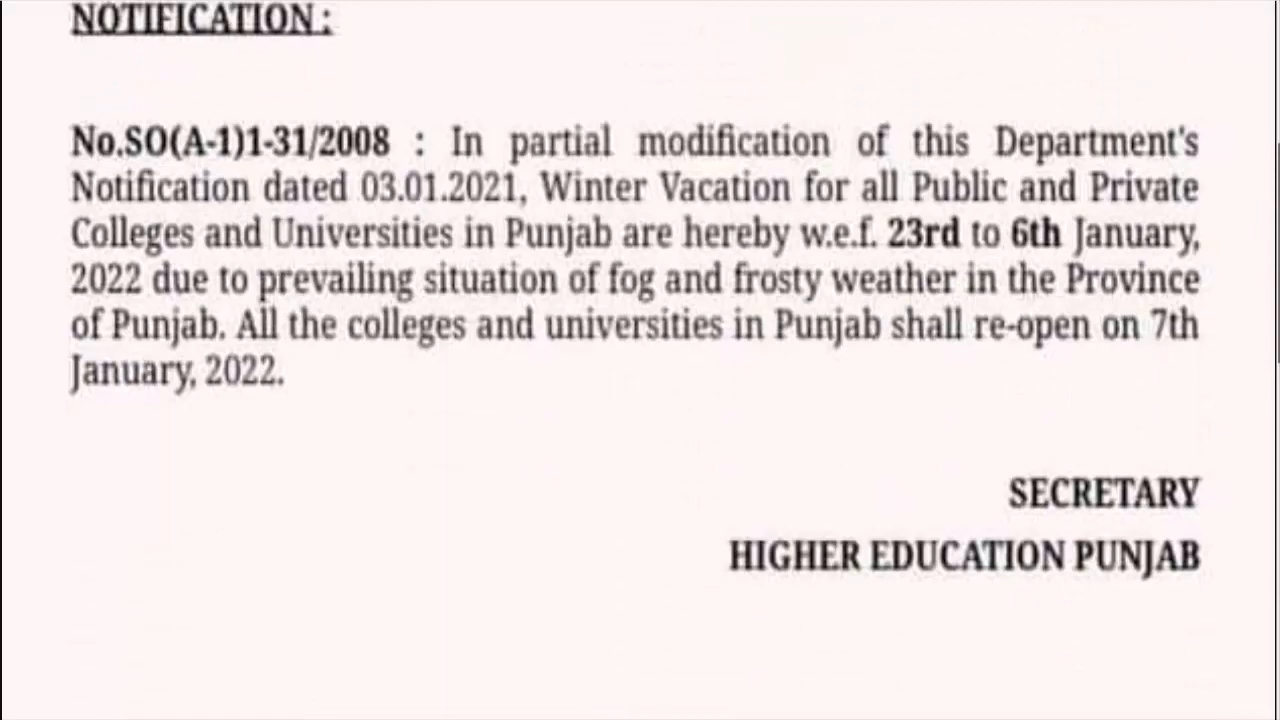 NOTIFICATION :
No.SO(A-1)1-31/2008 : In partial modification of this Department's
Notification dated 03.01.2021, Winter Vacation for all Public and Private
Colleges and Universities in Punjab are hereby w.e.f. 23rd to 6th January,
2022 due to prevailing situation of fog and frosty weather in the Province
of Punjab. All the colleges and universities in Punjab shall re-open on 7th
January, 2022.
SECRETARY
HIGHER EDUCATION PUNJAB